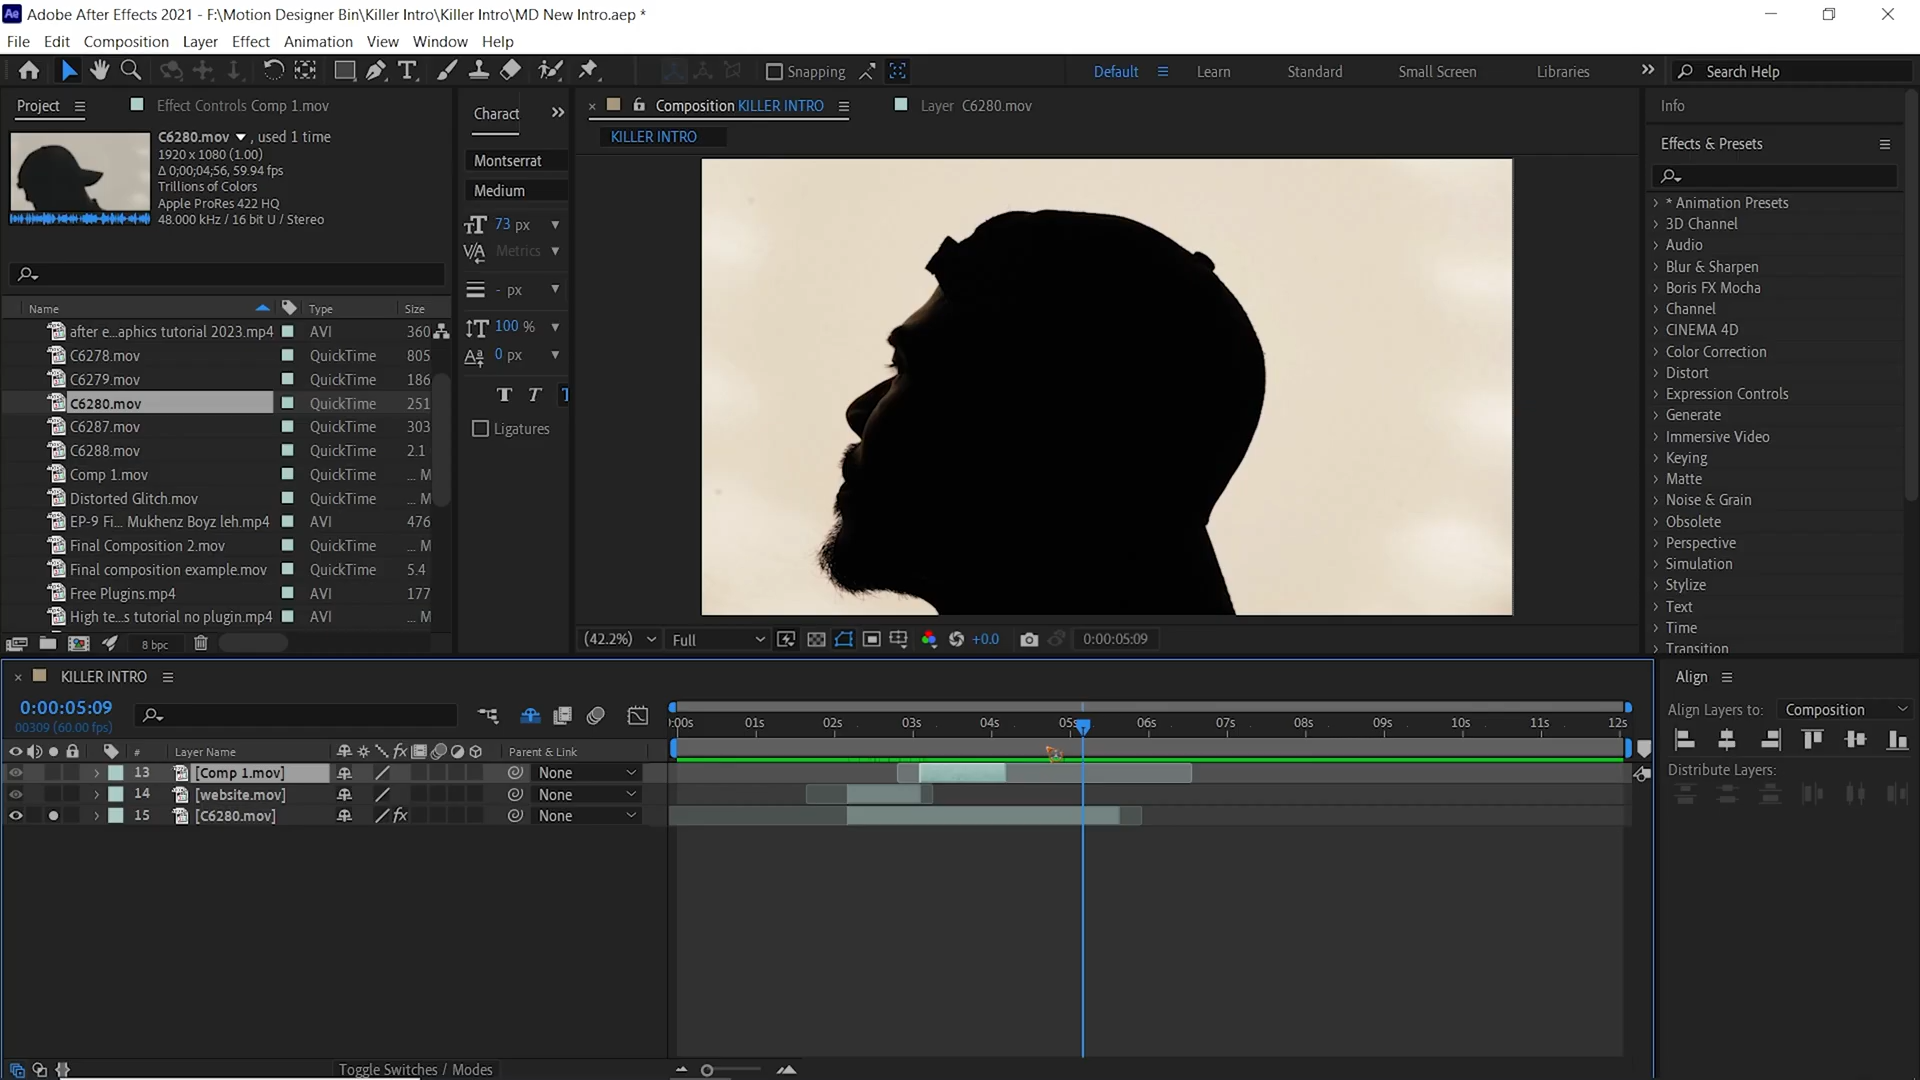 Adobe After Effects 2021 - F:\Motion Designer Bin\Killer Intro\Killer Intro\MD New Intro.aep *
File Edit Composition Layer Effect Animation View Window Help
Snapping
Default Learn Standard Small Screen Libraries
Search Help
Project Effect Controls Comp 1.mov
C6280.mov , used 1 time
1920 x 1080 (1.00)
Δ 0;00;04;56, 59.94 fps
Trillions of Colors
Apple ProRes 422 HQ
48.000 kHz / 16 bit U / Stereo
Name Type Size
after e...aphics tutorial 2023.mp4 AVI 360
C6278.mov QuickTime 805
C6279.mov QuickTime 186
C6280.mov QuickTime 251
C6287.mov QuickTime 303
C6288.mov QuickTime 2.1
Comp 1.mov QuickTime ... M
Distorted Glitch.mov QuickTime ... M
EP-9 Fi... Mukhenz Boyz leh.mp4 AVI 476
Final Composition 2.mov QuickTime ... M
Final composition example.mov QuickTime 5.4
Free Plugins.mp4 AVI 177
High te...s tutorial no plugin.mp4 AVI ... M
8 bpc
Charact
Montserrat
Medium
73 px
Metrics
- px
100 %
0 px
Ligatures
Composition KILLER INTRO Layer C6280.mov
KILLER INTRO
(42.2%) Full +0.0 0:00:05:09
Info
Effects & Presets
* Animation Presets
3D Channel
Audio
Blur & Sharpen
Boris FX Mocha
Channel
CINEMA 4D
Color Correction
Distort
Expression Controls
Generate
Immersive Video
Keying
Matte
Noise & Grain
Obsolete
Perspective
Simulation
Stylize
Text
Time
Transition
KILLER INTRO
0:00:05:09
00309 (60.00 fps)
:00s 01s 02s 03s 04s 05s 06s 07s 08s 09s 10s 11s 12s
# Layer Name Parent & Link
13 [Comp 1.mov] None
14 [website.mov] None
15 [C6280.mov] None
Toggle Switches / Modes
Align
Align Layers to: Composition
Distribute Layers: